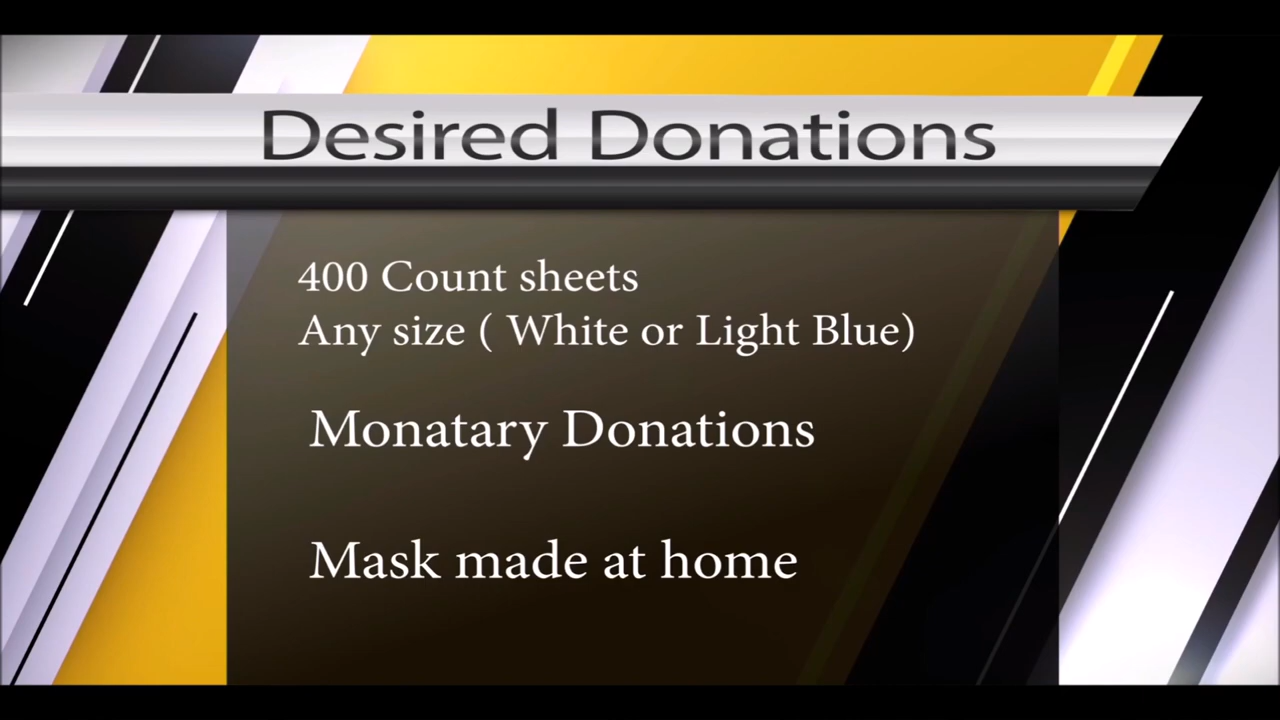 Desired Donations
400 Count sheets
Any size ( White or Light Blue)
Monatary Donations
Mask made at home